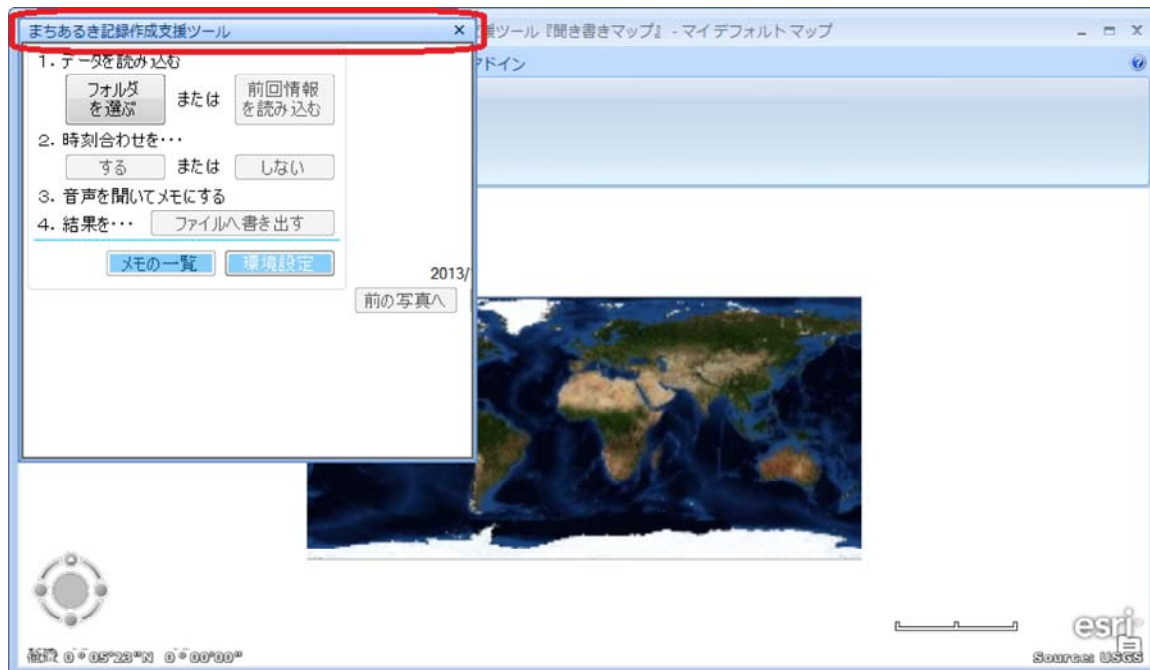 まちあるき記録作成支援ツール
援ツール『聞き書きマップ』 - マイ デフォルト マップ
ドイン
1. データを読み込む
フォルダを選ぶ または 前回情報を読み込む
2. 時刻合わせを・・・
する または しない
3. 音声を聞いてメモにする
4. 結果を・・・ ファイルへ書き出す
メモの一覧 環境設定
2013/
前の写真へ
0°05'23"N 0°00'00"
esri
Source: USGS